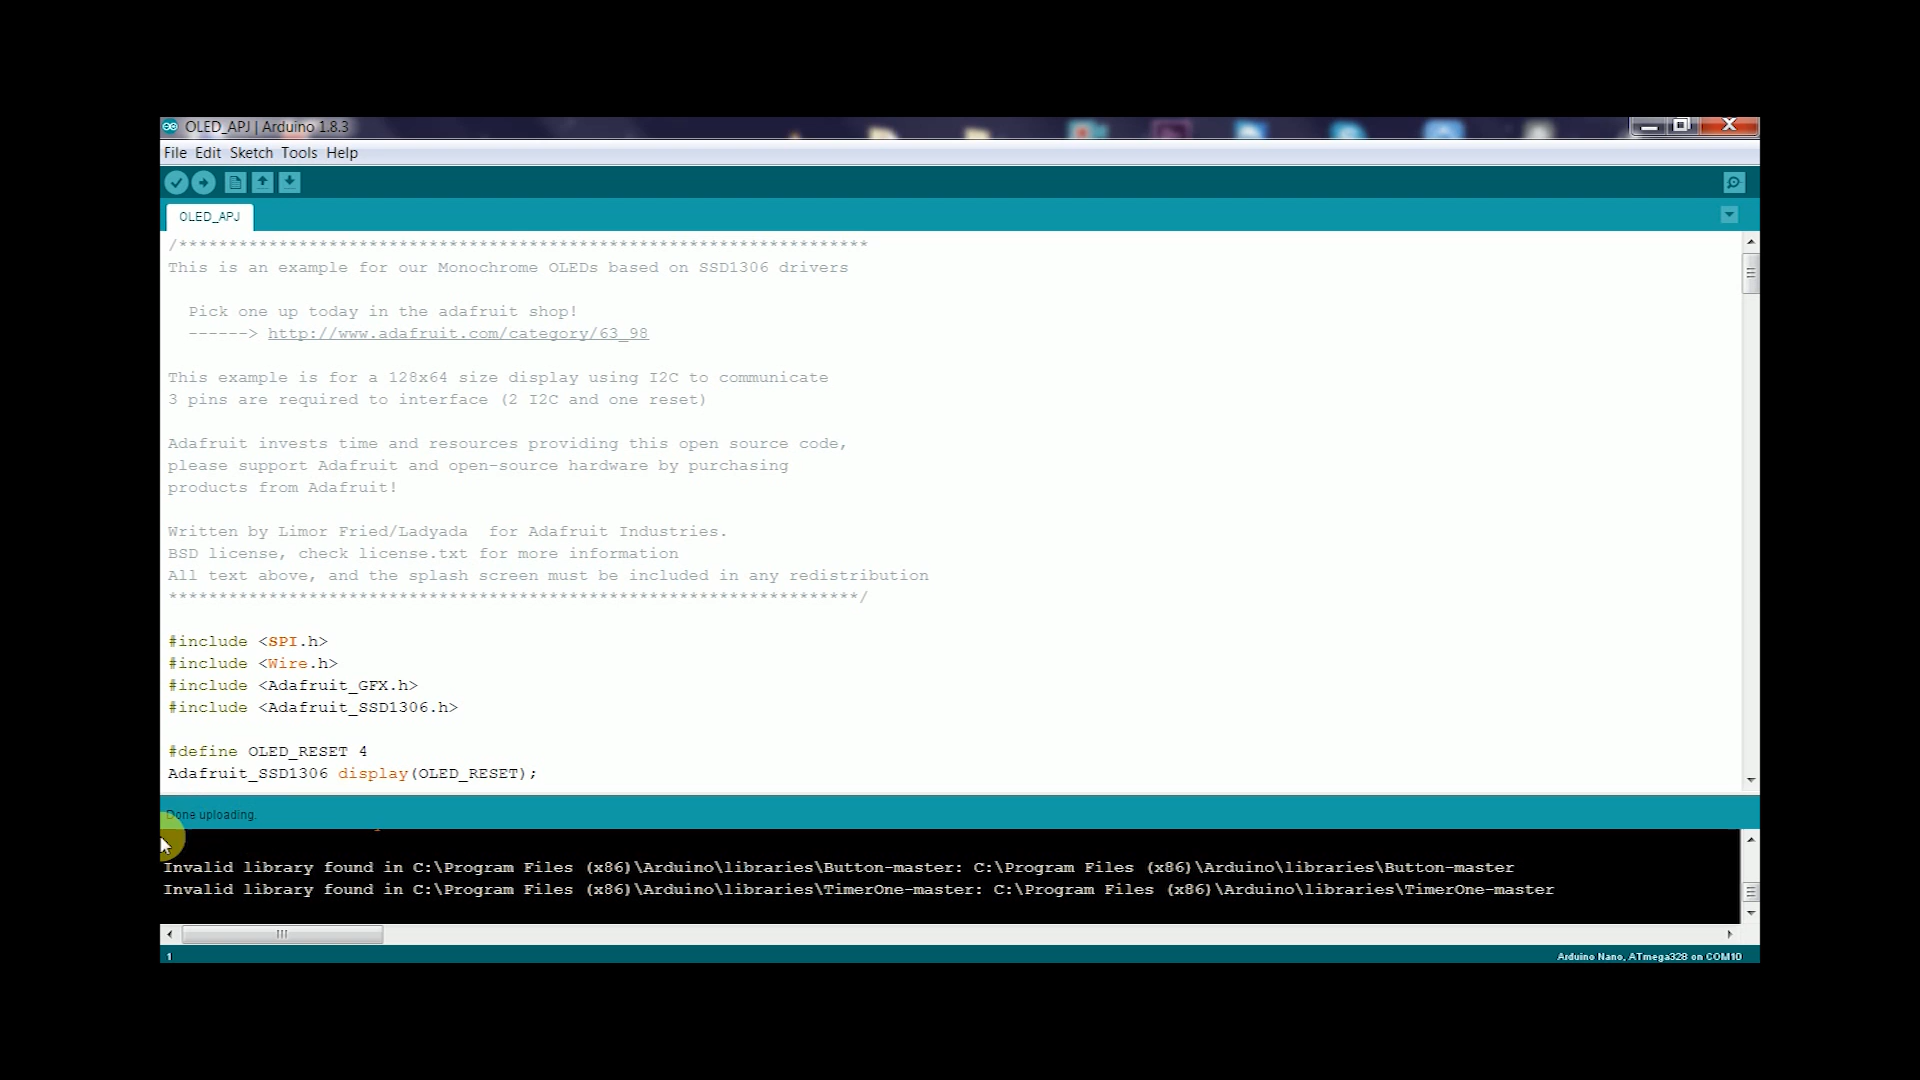 OLED_APJ | Arduino 1.8.3
File Edit Sketch Tools Help
OLED_APJ
/*********************************************************************
This is an example for our Monochrome OLEDs based on SSD1306 drivers
Pick one up today in the adafruit shop!
------> http://www.adafruit.com/category/63_98
This example is for a 128x64 size display using I2C to communicate
3 pins are required to interface (2 I2C and one reset)
Adafruit invests time and resources providing this open source code,
please support Adafruit and open-source hardware by purchasing
products from Adafruit!
Written by Limor Fried/Ladyada  for Adafruit Industries.
BSD license, check license.txt for more information
All text above, and the splash screen must be included in any redistribution
*********************************************************************/
#include <SPI.h>
#include <Wire.h>
#include <Adafruit_GFX.h>
#include <Adafruit_SSD1306.h>
#define OLED_RESET 4
Adafruit_SSD1306 display(OLED_RESET);
Done uploading.
Invalid library found in C:\Program Files (x86)\Arduino\libraries\Button-master: C:\Program Files (x86)\Arduino\libraries\Button-master
Invalid library found in C:\Program Files (x86)\Arduino\libraries\TimerOne-master: C:\Program Files (x86)\Arduino\libraries\TimerOne-master
1
Arduino Nano, ATmega328 on COM10